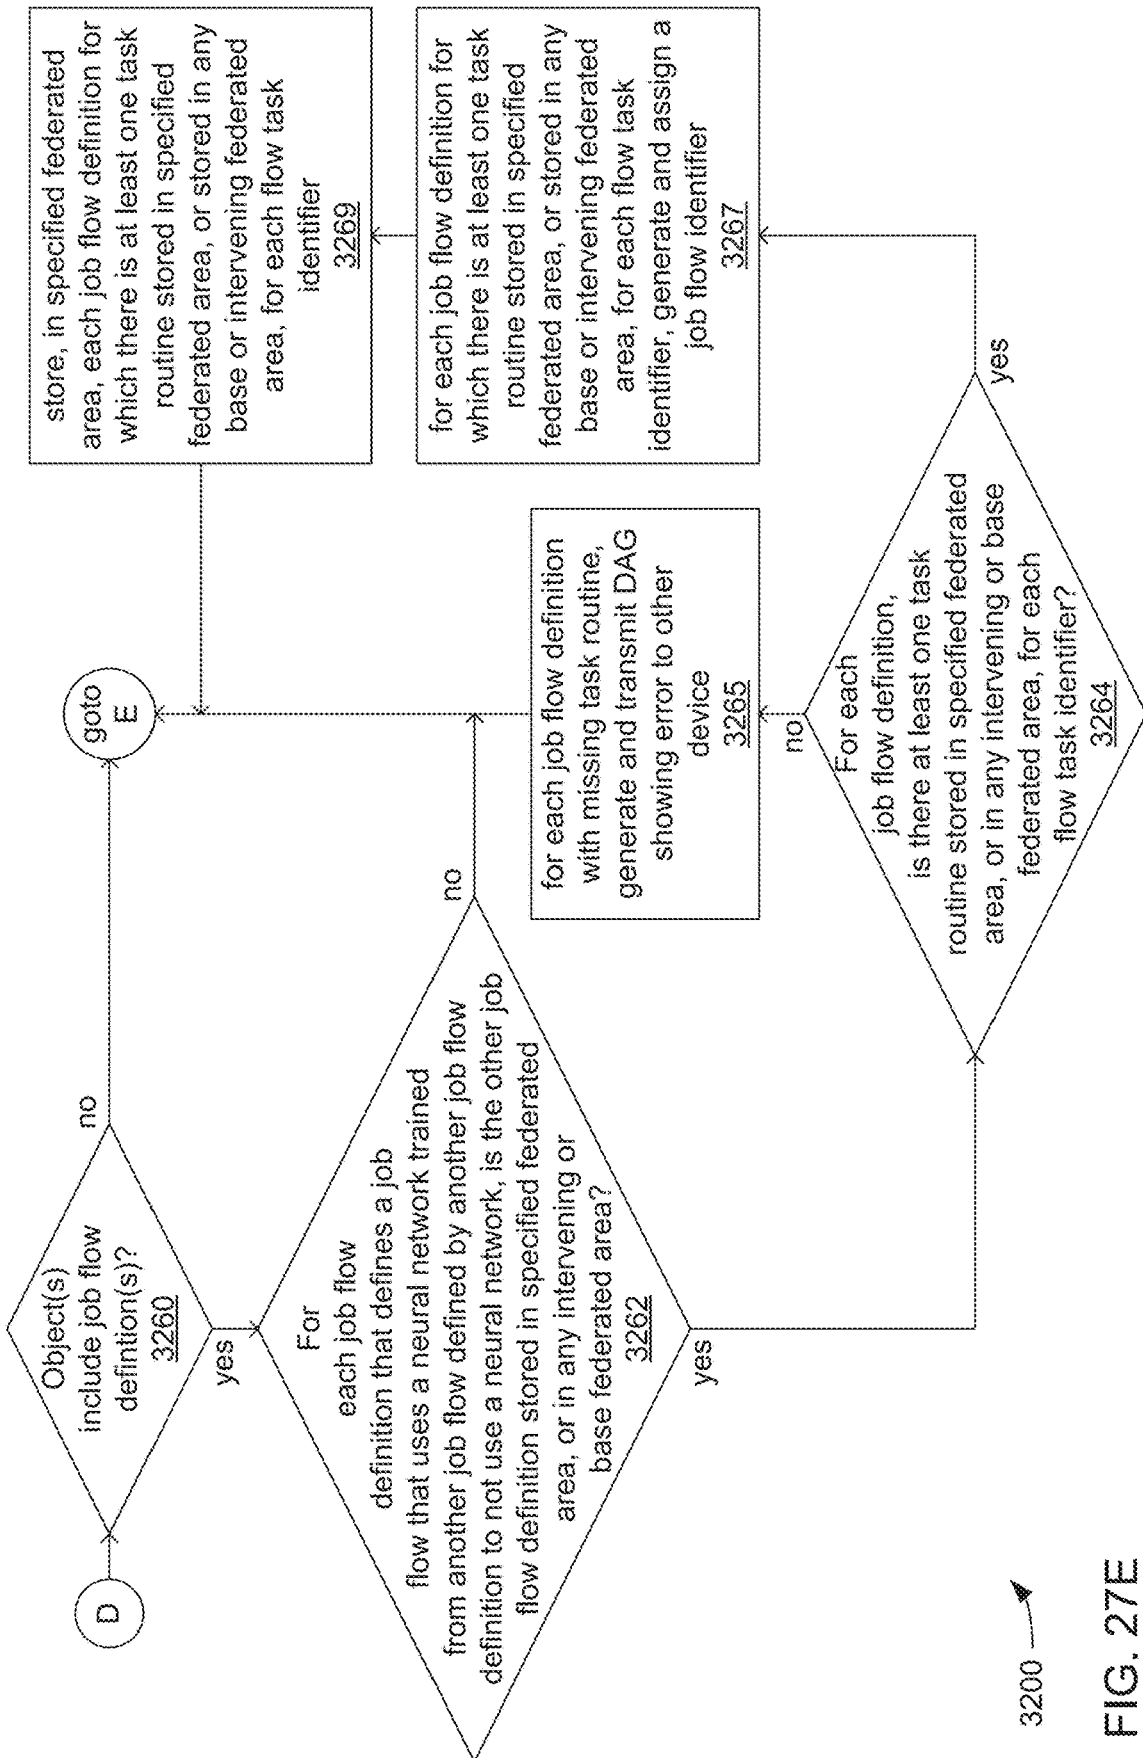 D
Object(s)
include job flow
defintion(s)?
3260
no
yes
goto
E
For
each job flow
definition that defines a job
flow that uses a neural network trained
from another job flow defined by another job flow
definition to not use a neural network, is the other job
flow definition stored in specified federated
area, or in any intervening or
base federated area?
3262
no
yes
For each
job flow definition,
is there at least one task
routine stored in specified federated
area, or in any intervening or base
federated area, for each
flow task identifier?
3264
no
yes
for each job flow definition
with missing task routine,
generate and transmit DAG
showing error to other
device
3265
for each job flow definition for
which there is at least one task
routine stored in specified
federated area, or stored in any
base or intervening federated
area, for each flow task
identifier, generate and assign a
job flow identifier
3267
store, in specified federated
area, each job flow definition for
which there is at least one task
routine stored in specified
federated area, or stored in any
base or intervening federated
area, for each flow task
identifier
3269
3200
FIG. 27E